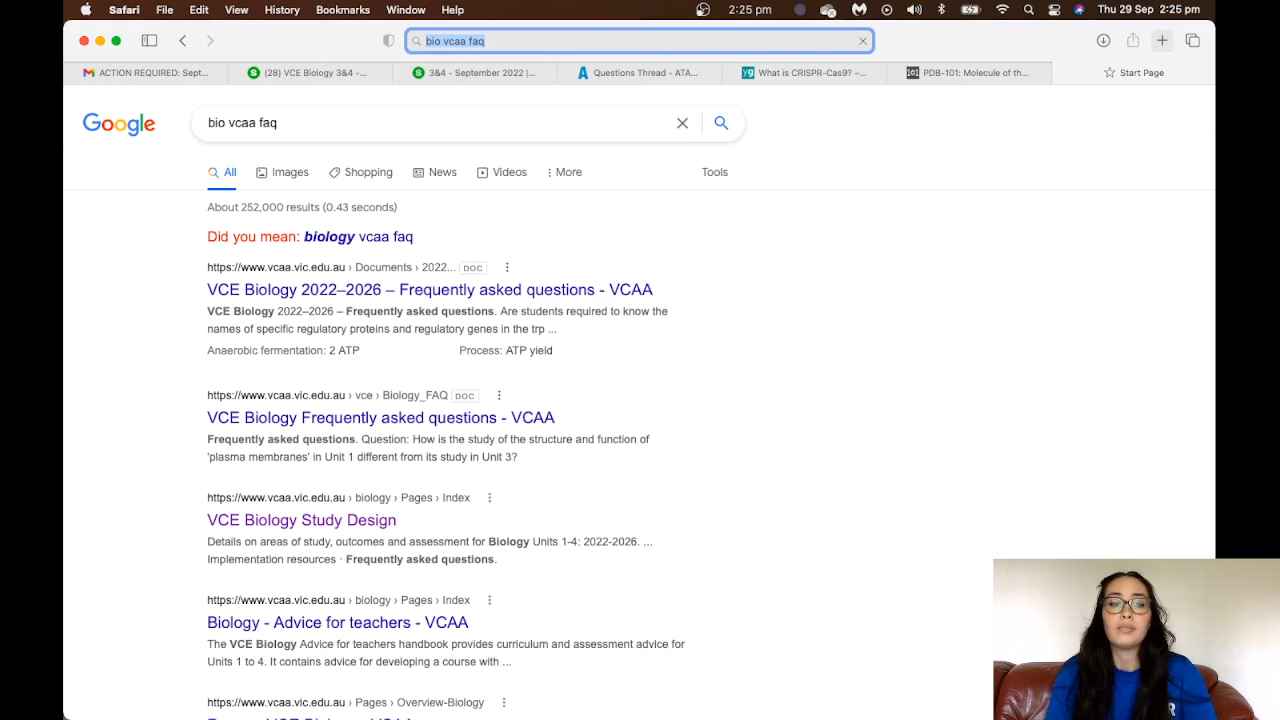 Safari File Edit View History Bookmarks Window Help 2:25 pm Thu 29 Sep 2:25 pm
bio vcaa faq
ACTION REQUIRED: Sept... (28) VCE Biology 3&4 -... 3&4 - September 2022 |... Questions Thread - ATA... What is CRISPR-Cas9? –... PDB-101: Molecule of th... Start Page
Google bio vcaa faq
All Images Shopping News Videos More Tools
About 252,000 results (0.43 seconds)
Did you mean: biology vcaa faq
https://www.vcaa.vic.edu.au › Documents › 2022... DOC
VCE Biology 2022–2026 – Frequently asked questions - VCAA
VCE Biology 2022–2026 – Frequently asked questions. Are students required to know the
names of specific regulatory proteins and regulatory genes in the trp ...
Anaerobic fermentation: 2 ATP Process: ATP yield
https://www.vcaa.vic.edu.au › vce › Biology_FAQ DOC
VCE Biology Frequently asked questions - VCAA
Frequently asked questions. Question: How is the study of the structure and function of
'plasma membranes' in Unit 1 different from its study in Unit 3?
https://www.vcaa.vic.edu.au › biology › Pages › Index
VCE Biology Study Design
Details on areas of study, outcomes and assessment for Biology Units 1-4: 2022-2026. ...
Implementation resources · Frequently asked questions.
https://www.vcaa.vic.edu.au › biology › Pages › Index
Biology - Advice for teachers - VCAA
The VCE Biology Advice for teachers handbook provides curriculum and assessment advice for
Units 1 to 4. It contains advice for developing a course with ...
https://www.vcaa.vic.edu.au › Pages › Overview-Biology